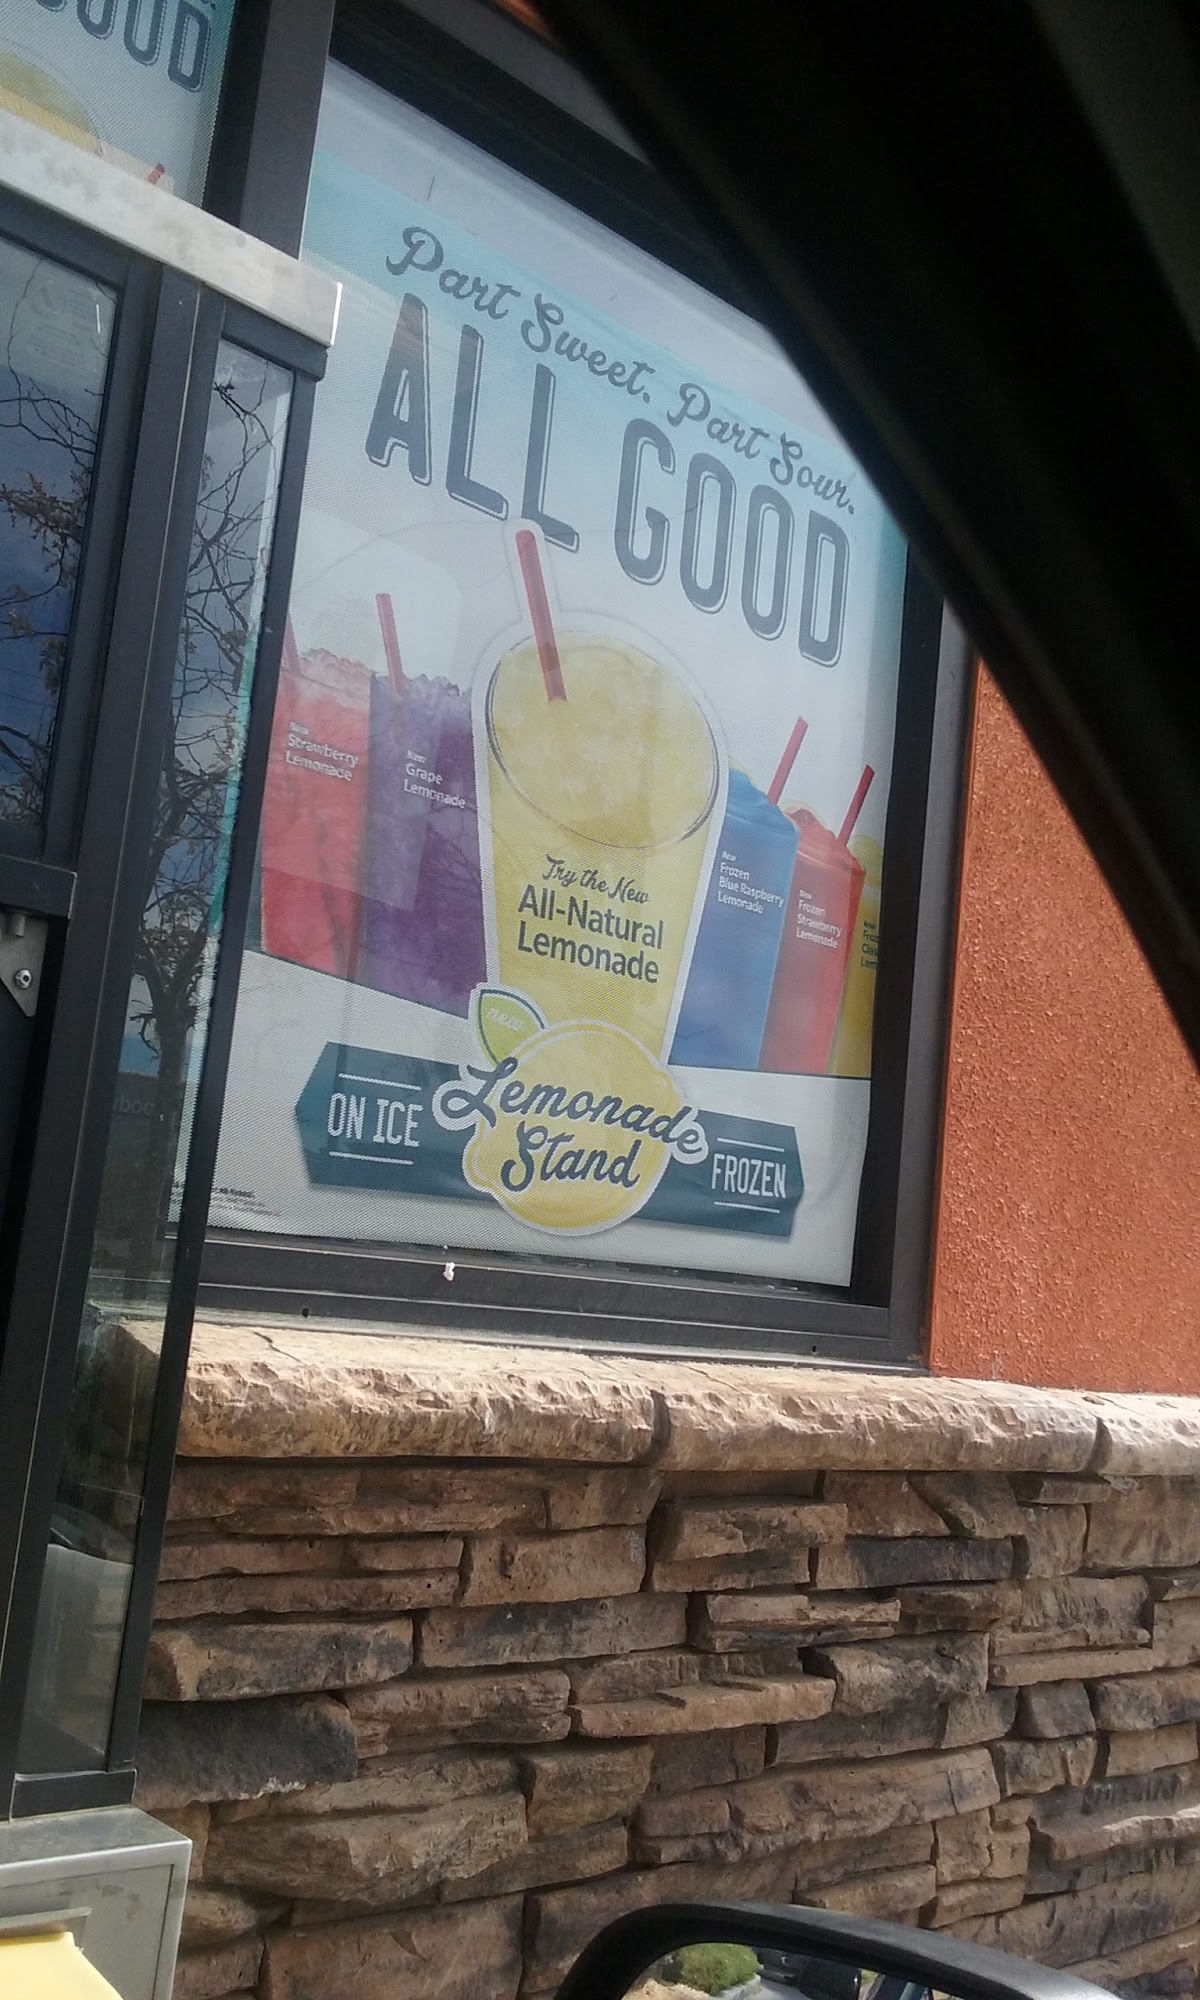 OOD
Part Sweet. Part Sour.
ALL GOOD
New
Strawberry
Lemonade
New
Grape
Lemonade
Try the New
All-Natural
Lemonade
New
Frozen
Blue Raspberry
Lemonade
New
Frozen
Strawberry
Lemonade
new
ON ICE
Lemonade
Stand
FROZEN